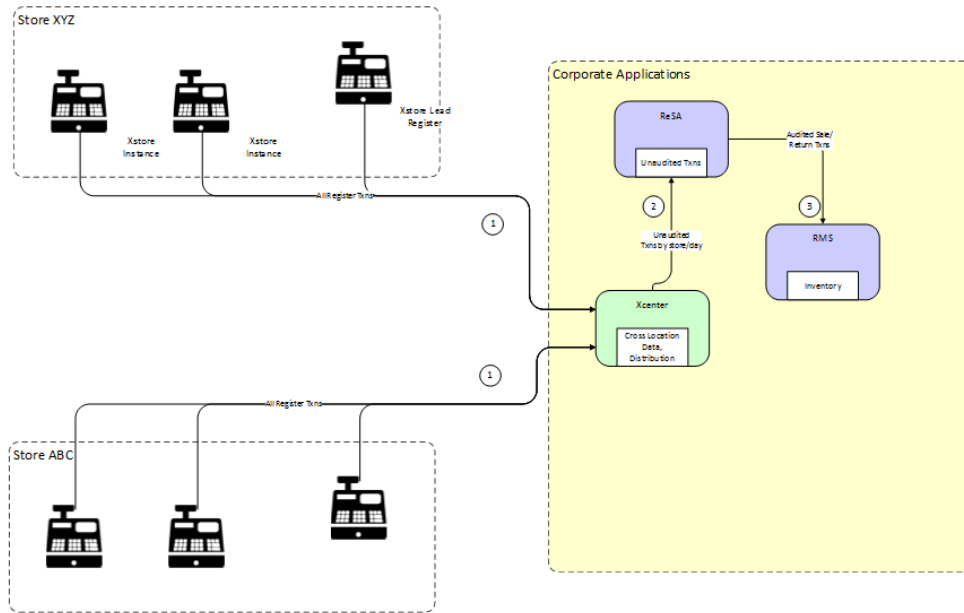 Store XYZ
Xstore
Instance
Xstore
Instance
Xstore Lead
Register
All Register Txns
1
Corporate Applications
ReSA
Unaudited Txns
Audited Sale/
Return Txns
2
3
Unaudited
Txns by store/day
RMS
Inventory
Xcenter
Cross Location
Data,
Distribution
1
All Register Txns
Store ABC